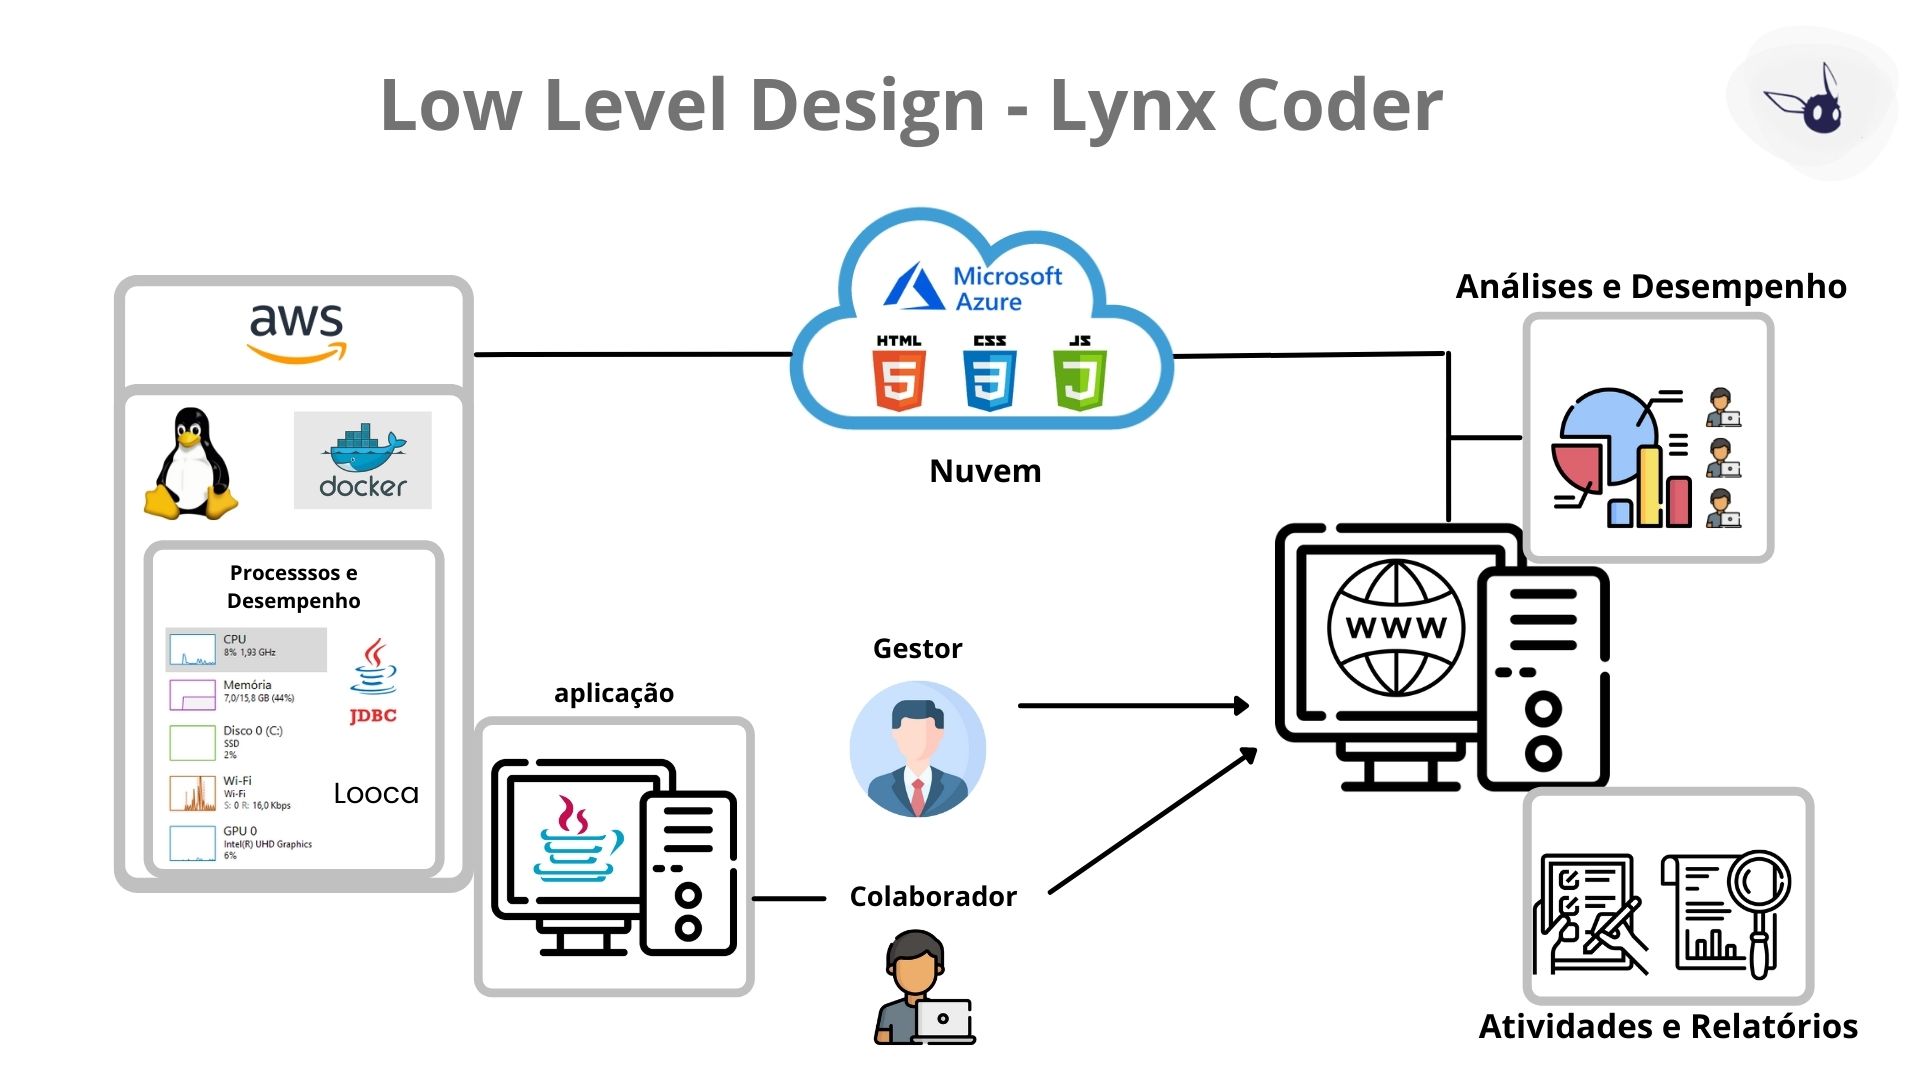 Low Level Design - Lynx Coder
aws
docker
Processsos e
Desempenho
CPU
8% 1,93 GHz
Memória
7,0/15,8 GB (44%)
Disco 0 (C:)
SSD
2%
Wi-Fi
Wi-Fi
S: 0 R: 16,0 Kbps
GPU 0
Intel(R) UHD Graphics
6%
JDBC
Looca
aplicação
Microsoft
Azure
HTML
CSS
JS
5
3
Nuvem
Gestor
Colaborador
Análises e Desempenho
WWW
Atividades e Relatórios